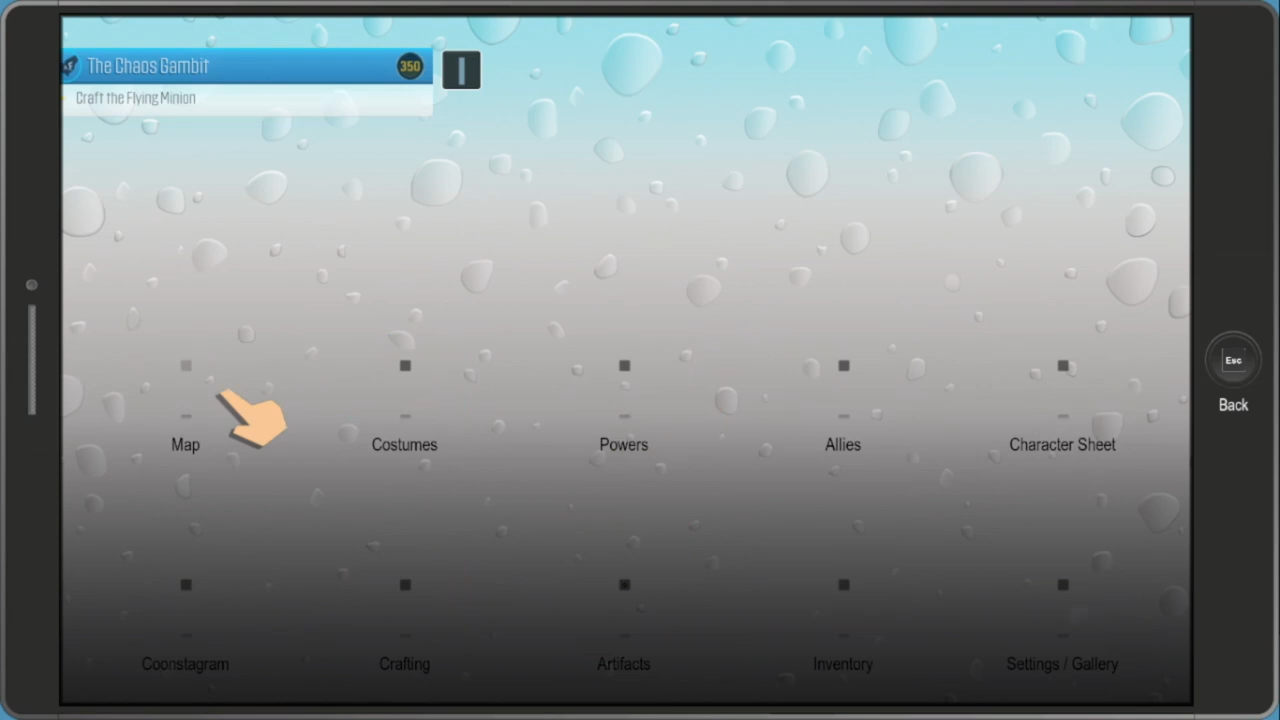 The Chaos Gambit 350
Craft the Flying Minion
Esc
Back
Map Costumes Powers Allies Character Sheet
Coonstagram Crafting Artifacts Inventory Settings / Gallery